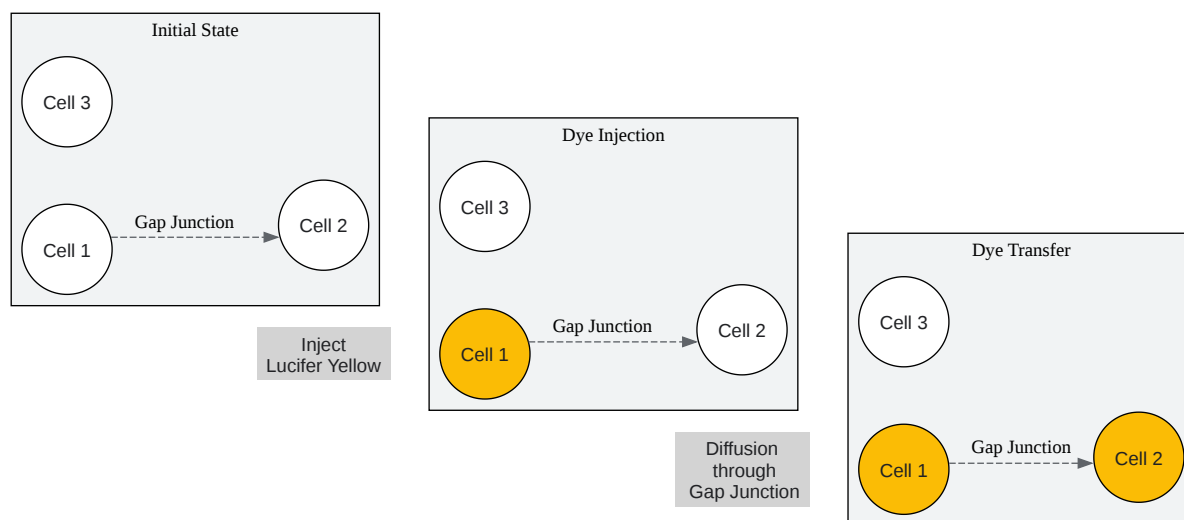 Initial State
Cell 3
Gap Junction
Cell 1
Cell 2
Inject
Lucifer Yellow
Dye Injection
Cell 3
Gap Junction
Cell 1
Cell 2
Diffusion
through
Gap Junction
Dye Transfer
Cell 3
Gap Junction
Cell 1
Cell 2